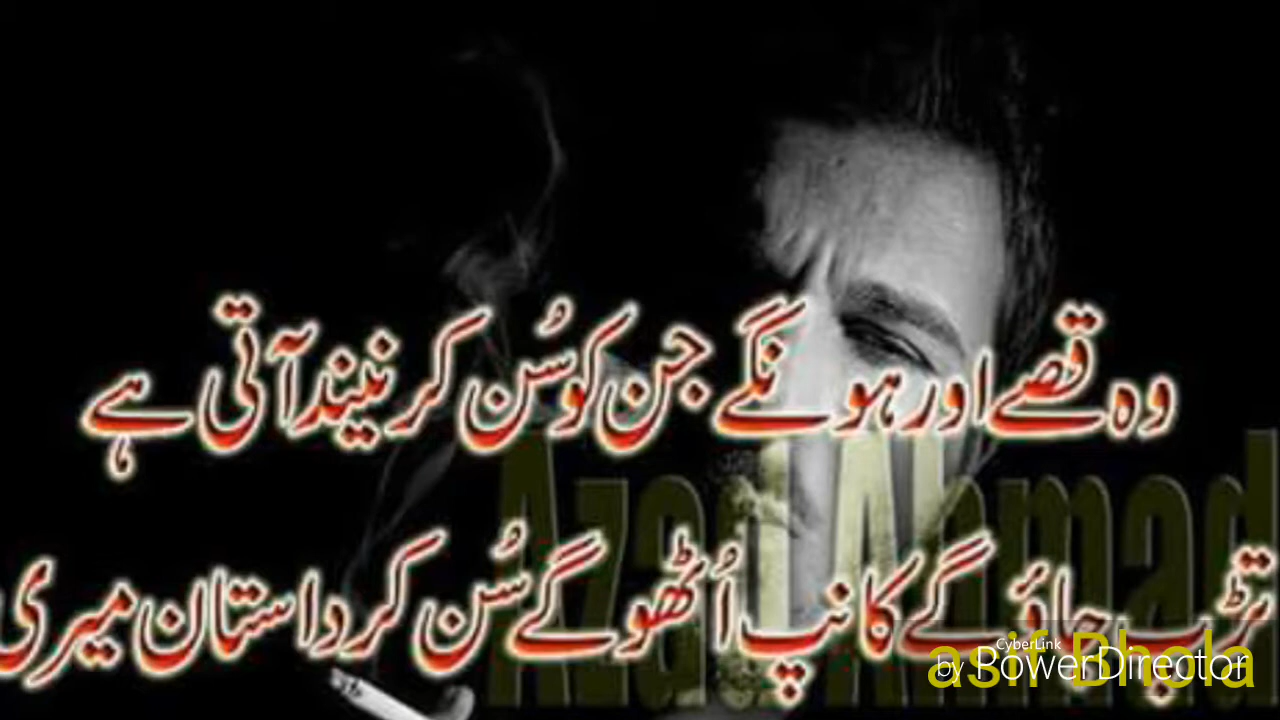 وہ قصے اور ہونگے جن کو سُن کر نیند آتی ہے
تڑپ جاؤ گے کانپ اُٹھو گے سُن کر داستان میری
Azad Ahmad
asif Bhola
CyberLink
by PowerDirector